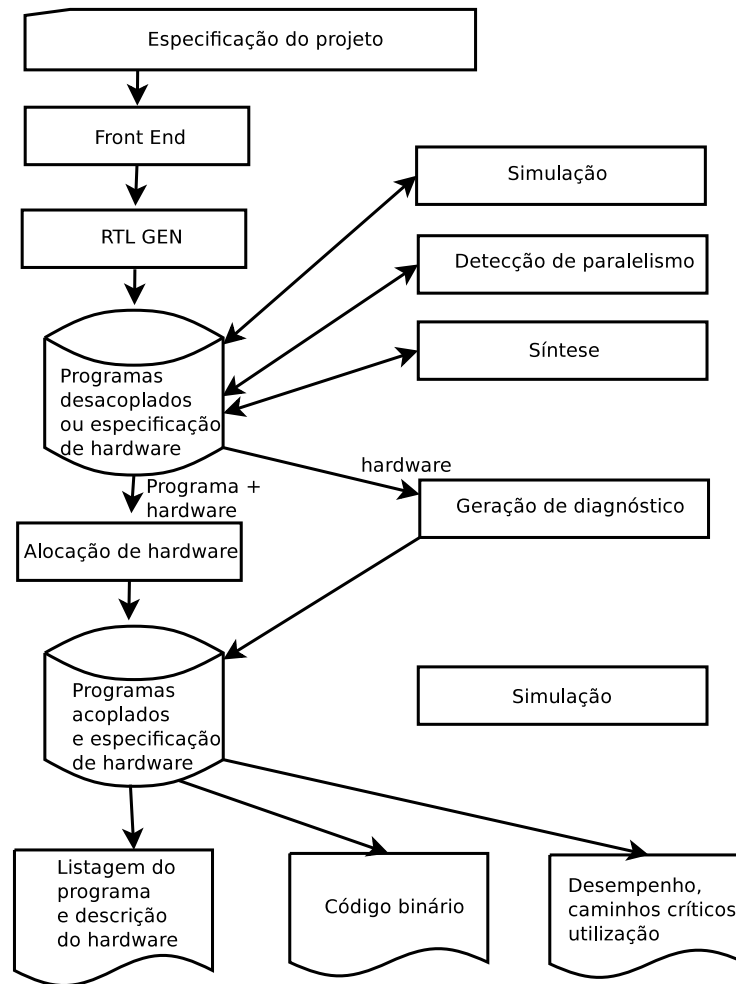 Especificação do projeto
Front End
Simulação
RTL GEN
Detecção de paralelismo
Síntese
Programas
desacoplados
ou especificação
de hardware
hardware
Programa +
hardware
Geração de diagnóstico
Alocação de hardware
Programas
acoplados
e especificação
de hardware
Simulação
Listagem do
programa
e descrição
do hardware
Código binário
Desempenho,
caminhos críticos
utilização